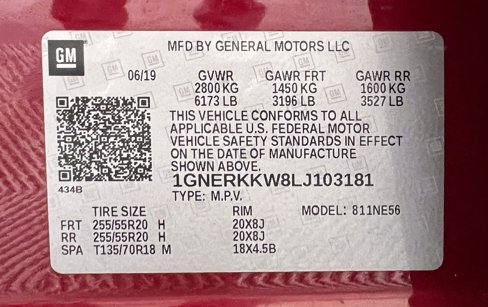 GM
MFD BY GENERAL MOTORS LLC
06/19 GVWR GAWR FRT GAWR RR
2800 KG 1450 KG 1600 KG
6173 LB 3196 LB 3527 LB
THIS VEHICLE CONFORMS TO ALL
APPLICABLE U.S. FEDERAL MOTOR
VEHICLE SAFETY STANDARDS IN EFFECT
ON THE DATE OF MANUFACTURE
SHOWN ABOVE.
434B
1GNERKKW8LJ103181
TYPE: M.P.V.
TIRE SIZE RIM MODEL: 811NE56
FRT 255/55R20 H 20X8J
RR 255/55R20 H 20X8J
SPA T135/70R18 M 18X4.5B